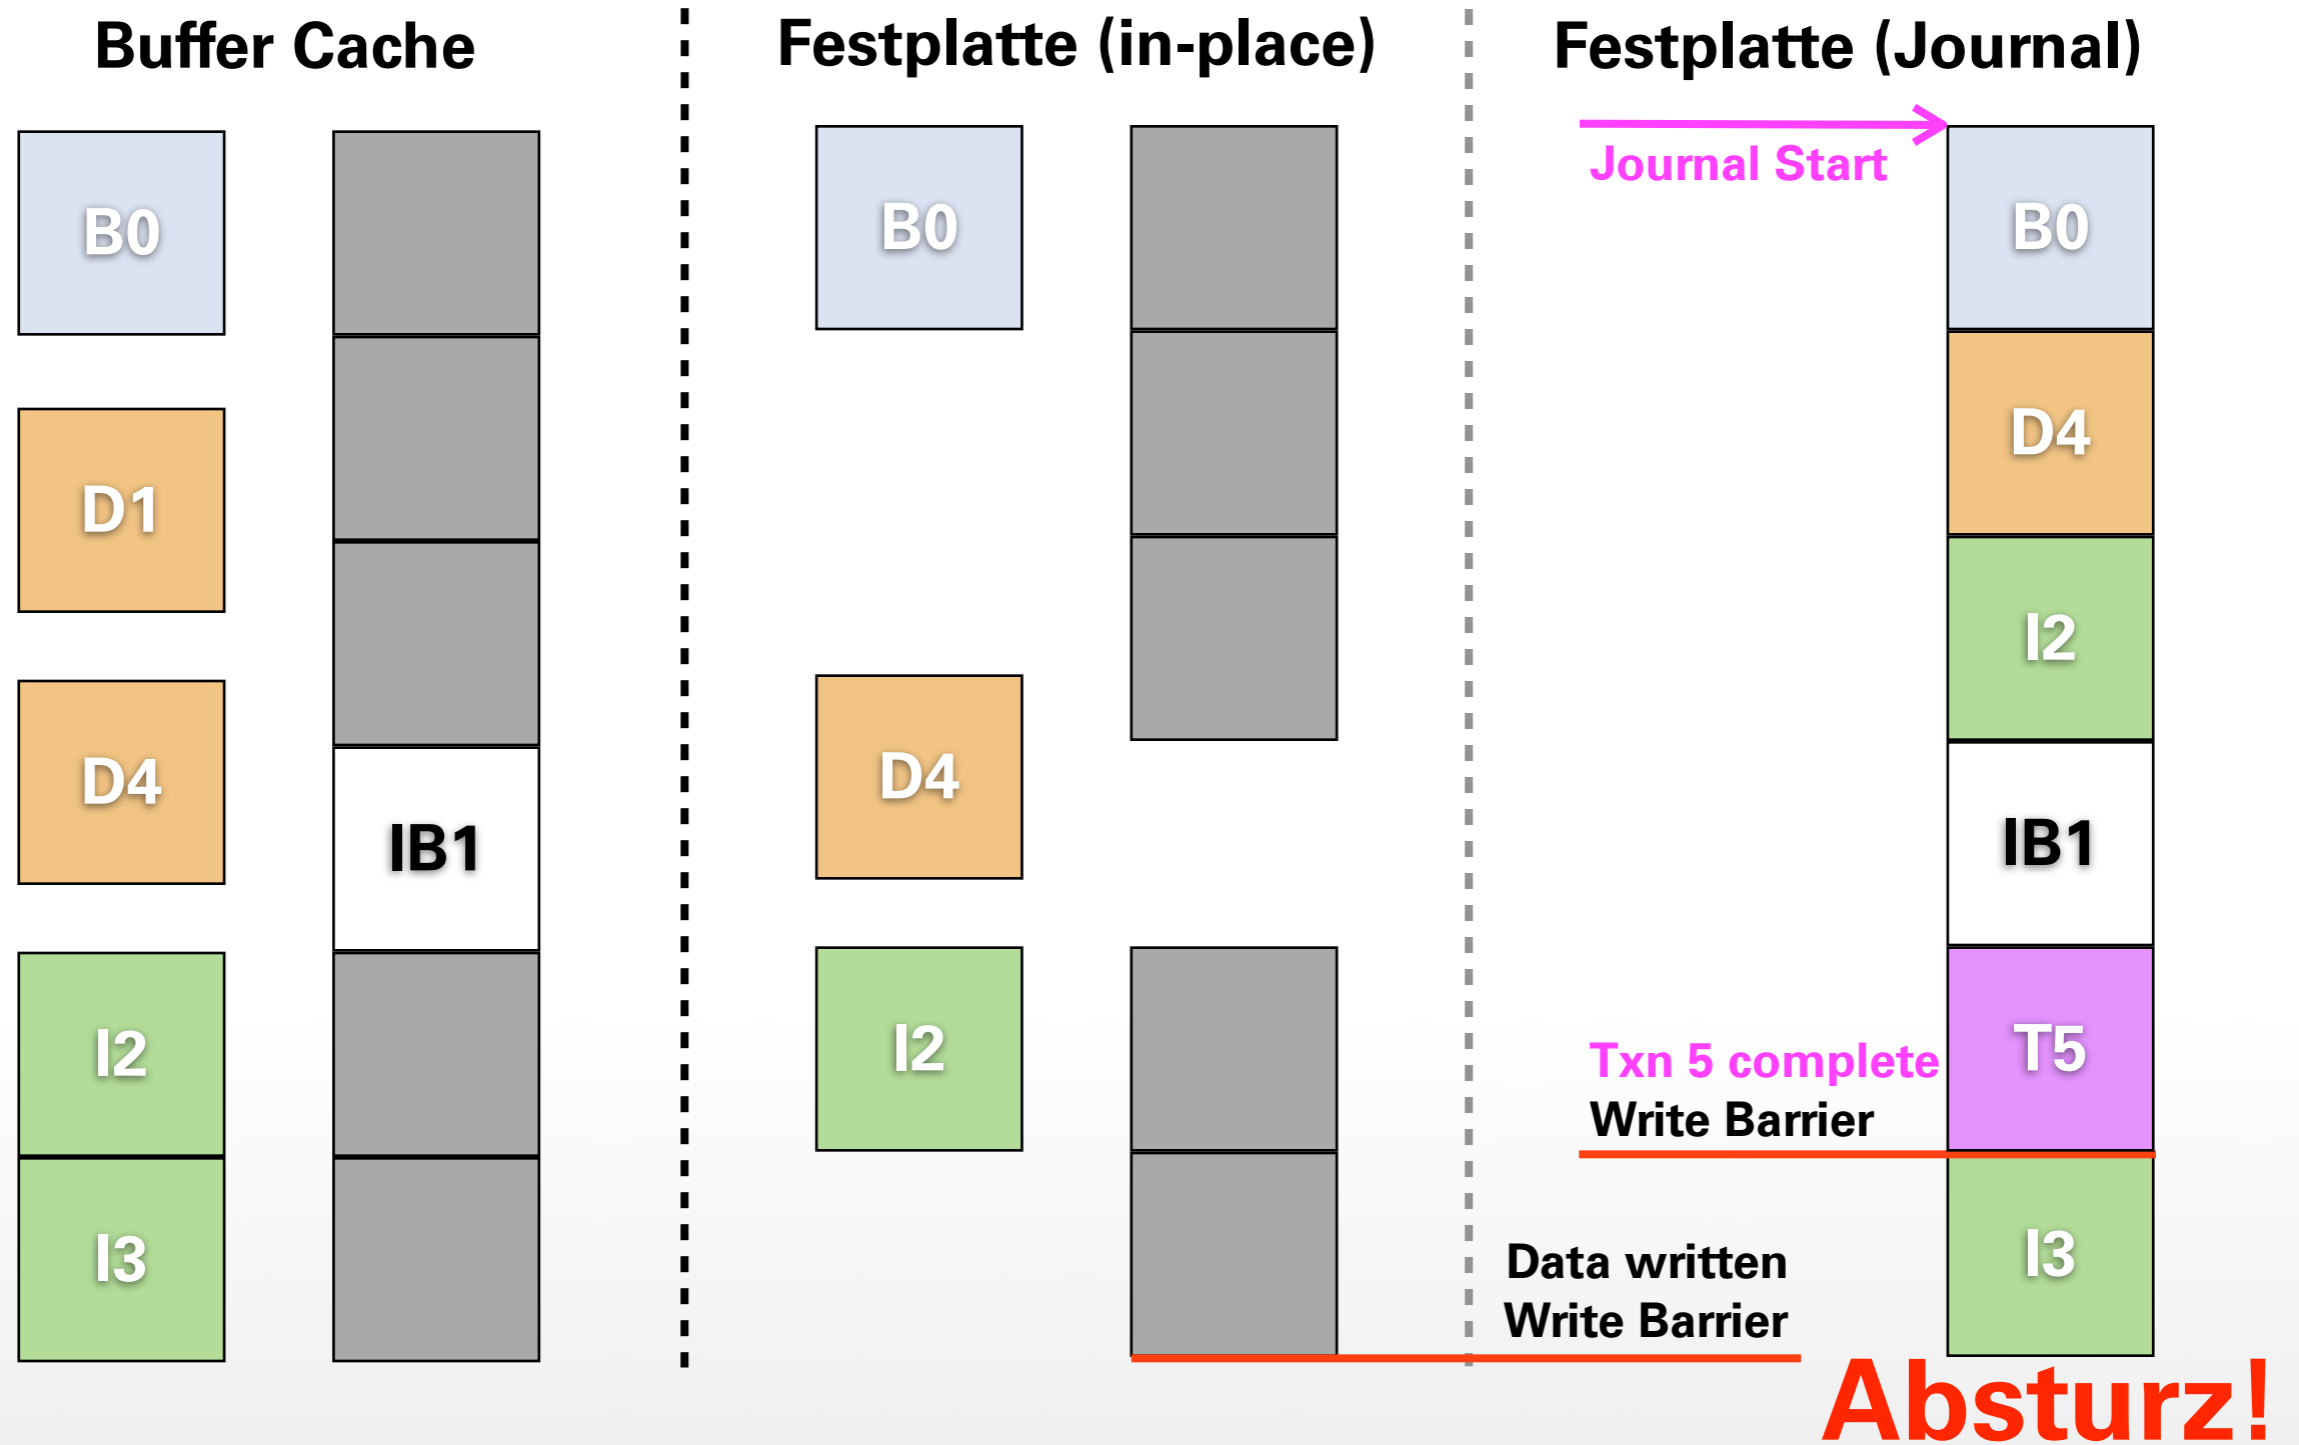 Buffer Cache
B0
D1
D4
I2
I3
IB1
Festplatte (in-place)
B0
D4
I2
Festplatte (Journal)
Journal Start
B0
D4
I2
IB1
Txn 5 complete
Write Barrier
T5
Data written
Write Barrier
I3
Absturz!